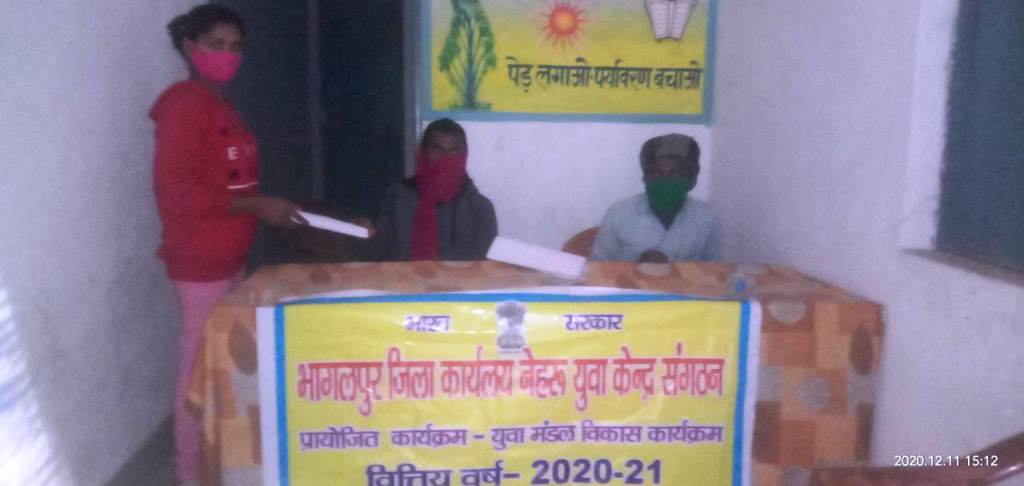 पेड़ लगाओ-पर्यावरण बचाओ
भारत सरकार
भागलपुर जिला कार्यलय नेहरू युवा केन्द्र संगठन
प्रायोजित कार्यक्रम - युवा मंडल विकास कार्यक्रम
वित्तिय वर्ष- 2020-21
2020.12.11 15:12